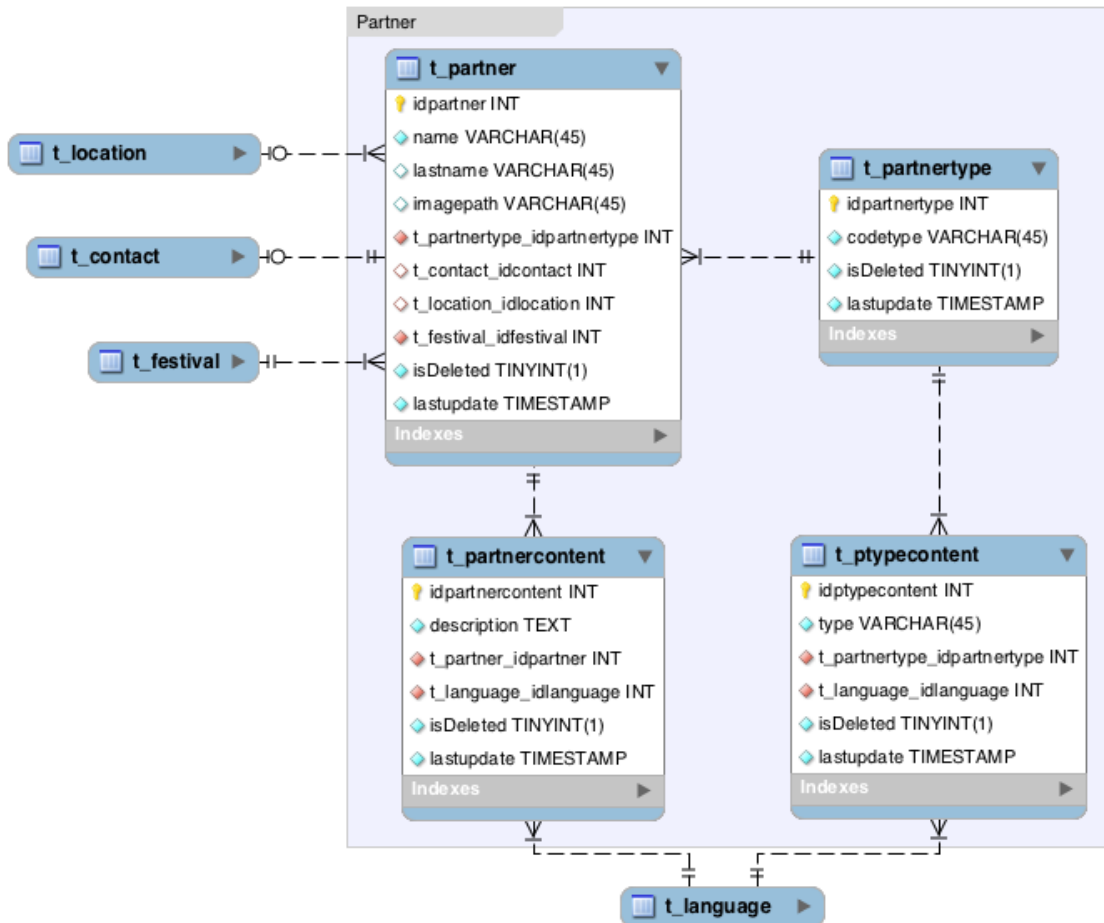 Partner
t_partner
idpartner INT
name VARCHAR(45)
lastname VARCHAR(45)
imagepath VARCHAR(45)
t_partnertype_idpartnertype INT
t_contact_idcontact INT
t_location_idlocation INT
t_festival_idfestival INT
isDeleted TINYINT(1)
lastupdate TIMESTAMP
Indexes
t_location
t_contact
t_festival
t_partnertype
idpartnertype INT
codetype VARCHAR(45)
isDeleted TINYINT(1)
lastupdate TIMESTAMP
Indexes
t_partnercontent
idpartnercontent INT
description TEXT
t_partner_idpartner INT
t_language_idlanguage INT
isDeleted TINYINT(1)
lastupdate TIMESTAMP
Indexes
t_ptypecontent
idptypecontent INT
type VARCHAR(45)
t_partnertype_idpartnertype INT
t_language_idlanguage INT
isDeleted TINYINT(1)
lastupdate TIMESTAMP
Indexes
t_language